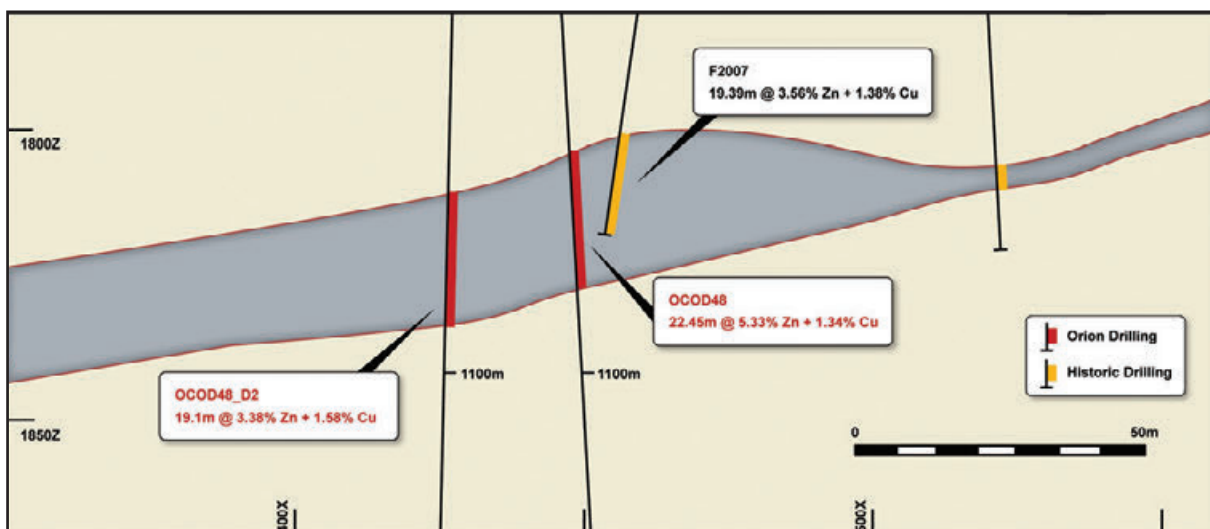 F2007
19.39m @ 3.56% Zn + 1.38% Cu
1800Z
OCOD48
22.45m @ 5.33% Zn + 1.34% Cu
Orion Drilling
Historic Drilling
1100m
1100m
OCOD48_D2
19.1m @ 3.38% Zn + 1.58% Cu
1850Z
0
50m